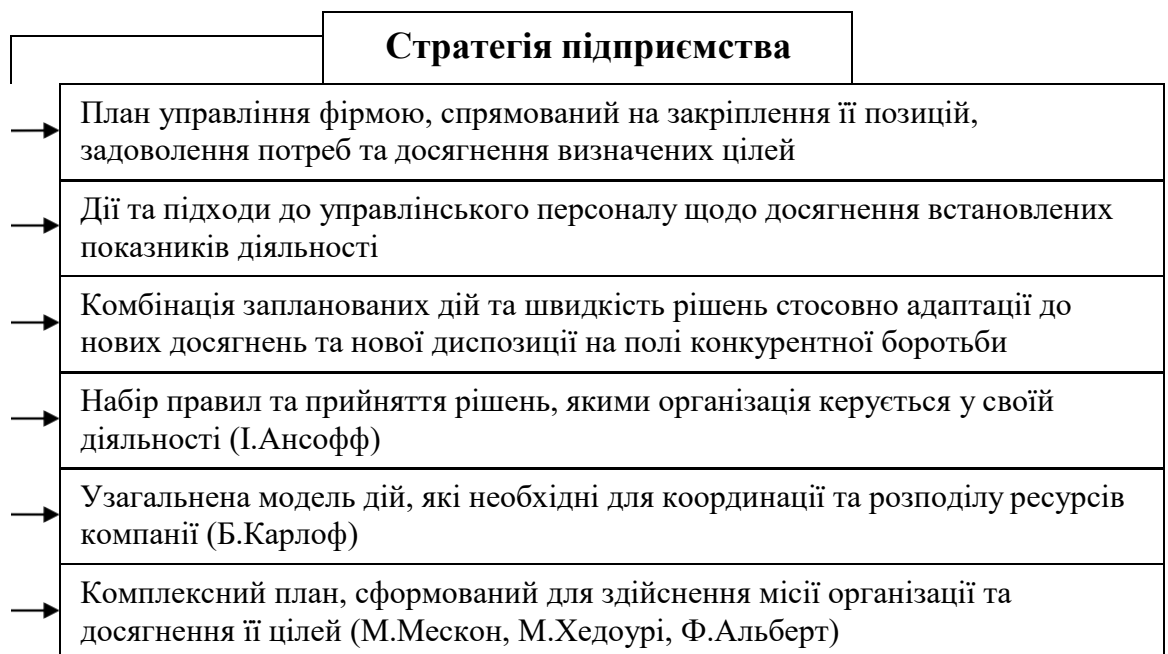 Стратегія підприємства
План управління фірмою, спрямований на закріплення її позицій,
задоволення потреб та досягнення визначених цілей
Дії та підходи до управлінського персоналу щодо досягнення встановлених
показників діяльності
Комбінація запланованих дій та швидкість рішень стосовно адаптації до
нових досягнень та нової диспозиції на полі конкурентної боротьби
Набір правил та прийняття рішень, якими організація керується у своїй
діяльності (І.Ансофф)
Узагальнена модель дій, які необхідні для координації та розподілу ресурсів
компанії (Б.Карлоф)
Комплексний план, сформований для здійснення місії організації та
досягнення її цілей (М.Мескон, М.Хедоурі, Ф.Альберт)